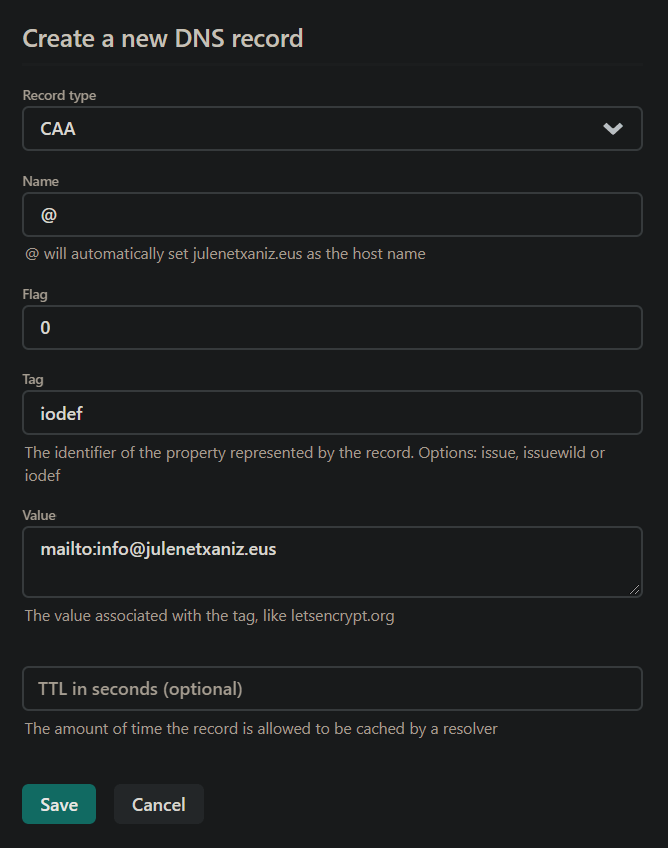 Create a new DNS record
Record type
CAA
Name
@
@ will automatically set julenetxaniz.eus as the host name
Flag
0
Tag
iodef
The identifier of the property represented by the record. Options: issue, issuewild or
iodef
Value
mailto:info@julenetxaniz.eus
The value associated with the tag, like letsencrypt.org
TTL in seconds (optional)
The amount of time the record is allowed to be cached by a resolver
Save Cancel